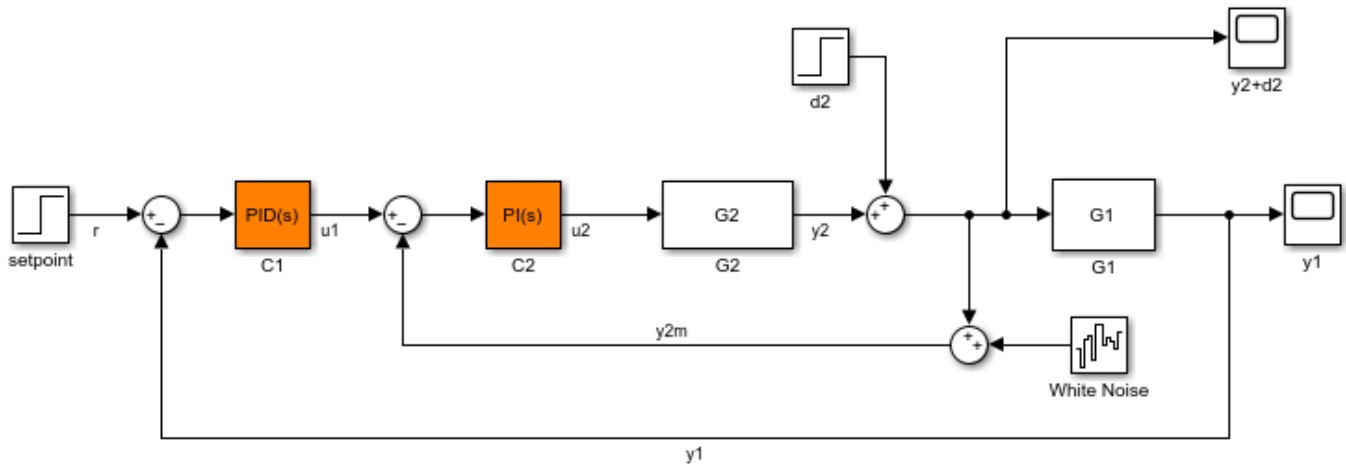 d2
y2+d2
setpoint
r
+
−
PID(s)
C1
u1
+
−
PI(s)
C2
u2
G2
G2
y2
+
+
G1
G1
y1
y2m
+
+
White Noise
y1